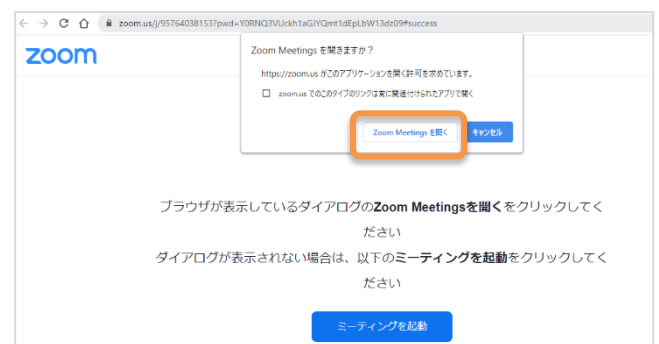 zoom.us/j/95764038153?pwd=Y0RNQ3VUckh1aGJYQmt1dEpLbW13dz09#success
zoom
Zoom Meetings を開きますか？
https://zoom.us がこのアプリケーションを開く許可を求めています。
zoom.us でのこのタイプのリンクは常に関連付けられたアプリで開く
Zoom Meetings を開く
キャンセル
ブラウザが表示しているダイアログのZoom Meetingsを開くをクリックしてく
ださい
ダイアログが表示されない場合は、以下のミーティングを起動をクリックしてく
ださい
ミーティングを起動